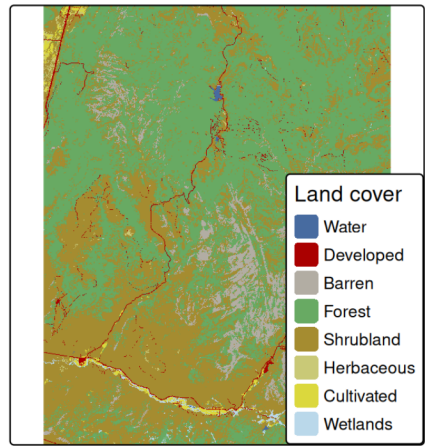 Land cover
Water
Developed
Barren
Forest
Shrubland
Herbaceous
Cultivated
Wetlands